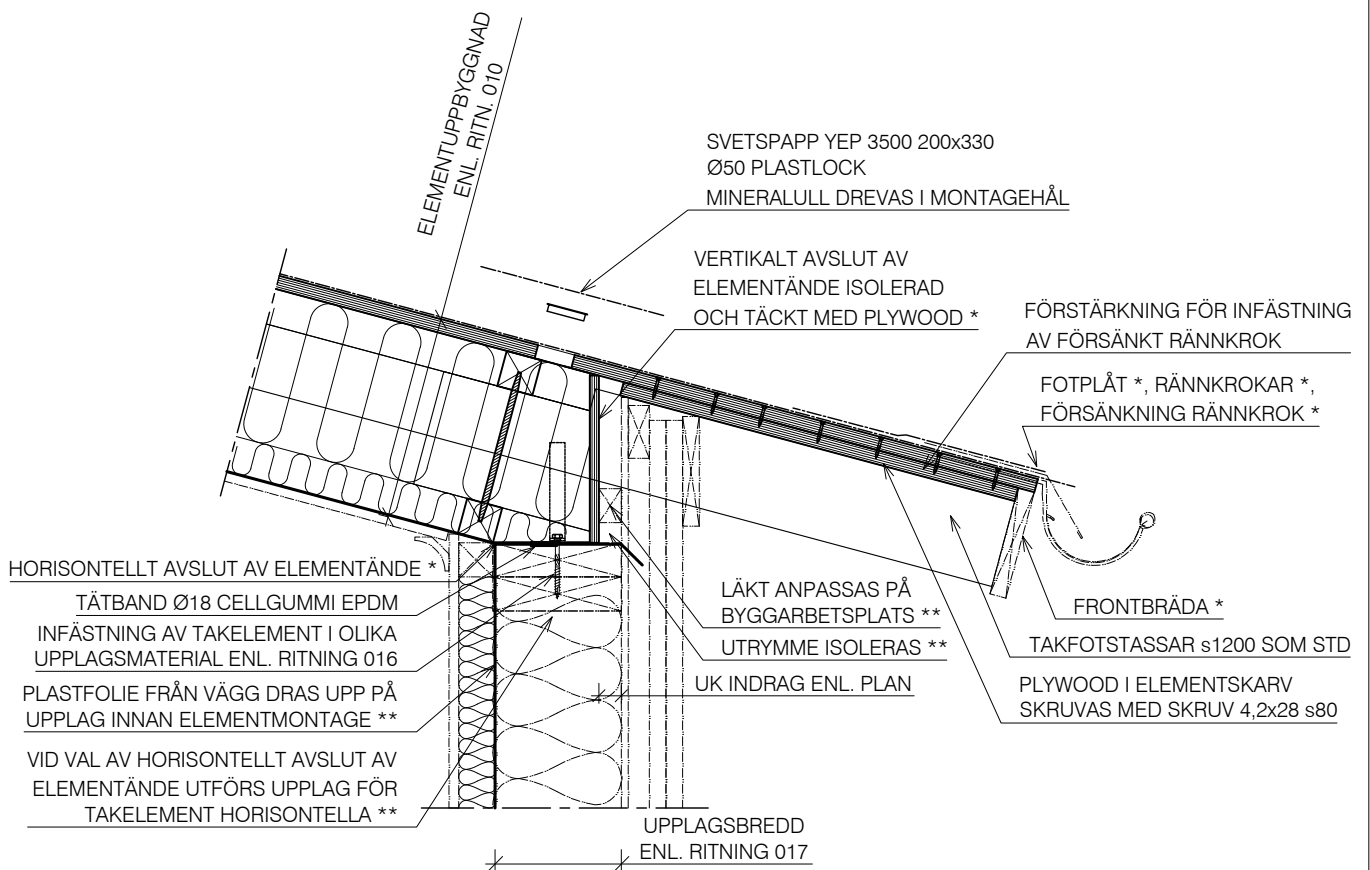 ELEMENTUPPBYGGNAD
ENL. RITN. 010
SVETSPAPP YEP 3500 200x330
Ø50 PLASTLOCK
MINERALULL DREVAS I MONTAGEHÅL
VERTIKALT AVSLUT AV
ELEMENTÄNDE ISOLERAD
OCH TÄCKT MED PLYWOOD *
FÖRSTÄRKNING FÖR INFÄSTNING
AV FÖRSÄNKT RÄNNKROK
FOTPLÅT *, RÄNNKROKAR *,
FÖRSÄNKNING RÄNNKROK *
HORISONTELLT AVSLUT AV ELEMENTÄNDE *
TÄTBAND Ø18 CELLGUMMI EPDM
INFÄSTNING AV TAKELEMENT I OLIKA
UPPLAGSMATERIAL ENL. RITNING 016
PLASTFOLIE FRÅN VÄGG DRAS UPP PÅ
UPPLAG INNAN ELEMENTMONTAGE **
VID VAL AV HORISONTELLT AVSLUT AV
ELEMENTÄNDE UTFÖRS UPPLAG FÖR
TAKELEMENT HORISONTELLA **
LÄKT ANPASSAS PÅ
BYGGARBETSPLATS **
UTRYMME ISOLERAS **
UK INDRAG ENL. PLAN
FRONTBRÄDA *
TAKFOTSTASSAR s1200 SOM STD
PLYWOOD I ELEMENTSKARV
SKRUVAS MED SKRUV 4,2x28 s80
UPPLAGSBREDD
ENL. RITNING 017